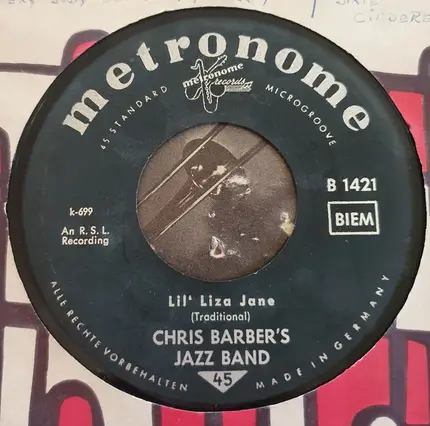 metronome
metronome
records
45 STANDARD MICROGROOVE
B 1421
BIEM
k-699
An R. S. L.
Recording
Lil' Liza Jane
(Traditional)
CHRIS BARBER'S
JAZZ BAND
45
ALLE RECHTE VORBEHALTEN
MADE IN GERMANY